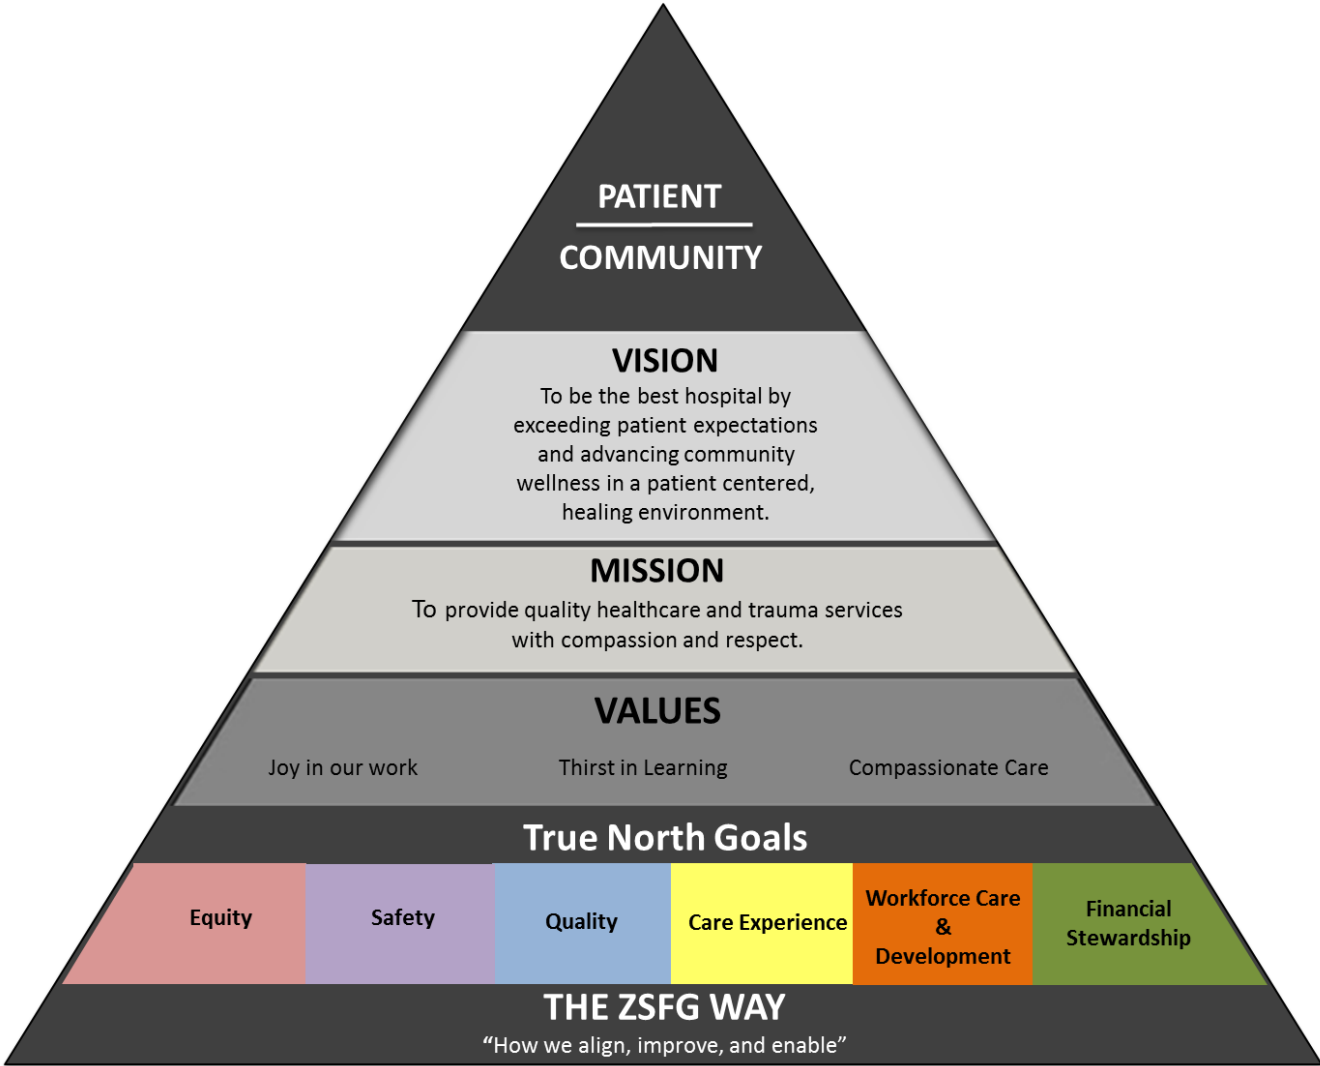 PATIENT
COMMUNITY
VISION
To be the best hospital by
exceeding patient expectations
and advancing community
wellness in a patient centered,
healing environment.
MISSION
To provide quality healthcare and trauma services
with compassion and respect.
VALUES
Joy in our work
Thirst in Learning
Compassionate Care
True North Goals
Equity
Safety
Quality
Care Experience
Workforce Care
&
Development
Financial
Stewardship
THE ZSFG WAY
“How we align, improve, and enable”